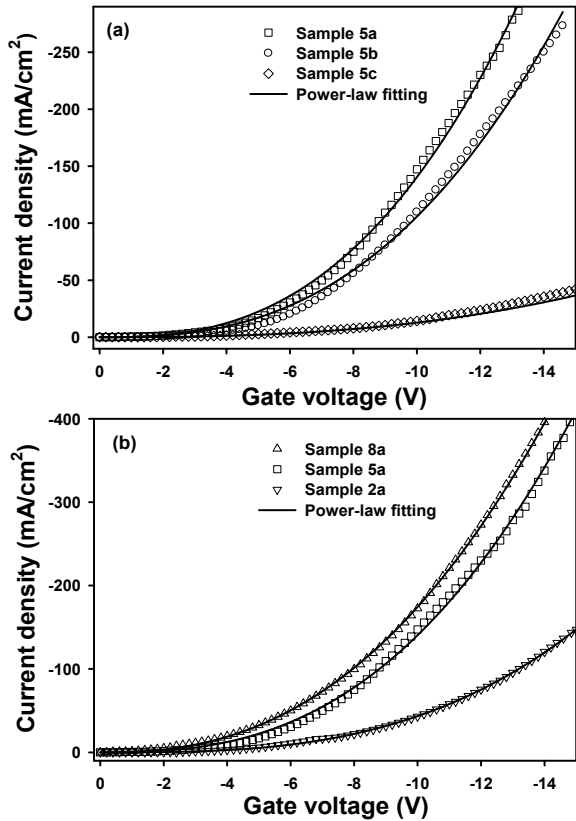 (a)
Sample 5a
Sample 5b
Sample 5c
Power-law fitting
Current density (mA/cm²)
-250
-200
-150
-100
-50
0
0 -2 -4 -6 -8 -10 -12 -14
Gate voltage (V)
(b)
Sample 8a
Sample 5a
Sample 2a
Power-law fitting
Current density (mA/cm²)
-400
-300
-200
-100
0
0 -2 -4 -6 -8 -10 -12 -14
Gate voltage (V)